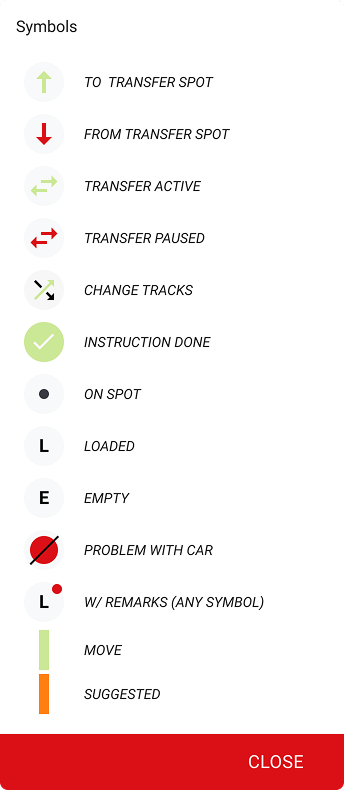 Symbols
TO TRANSFER SPOT
FROM TRANSFER SPOT
TRANSFER ACTIVE
TRANSFER PAUSED
CHANGE TRACKS
INSTRUCTION DONE
ON SPOT
L LOADED
E EMPTY
PROBLEM WITH CAR
L W/ REMARKS (ANY SYMBOL)
MOVE
SUGGESTED
CLOSE